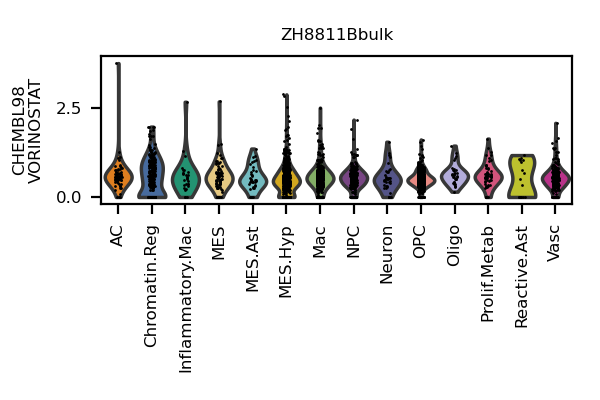 ZH8811Bbulk
CHEMBL98
VORINOSTAT
2.5
0.0
AC
Chromatin.Reg
Inflammatory.Mac
MES
MES.Ast
MES.Hyp
Mac
NPC
Neuron
OPC
Oligo
Prolif.Metab
Reactive.Ast
Vasc